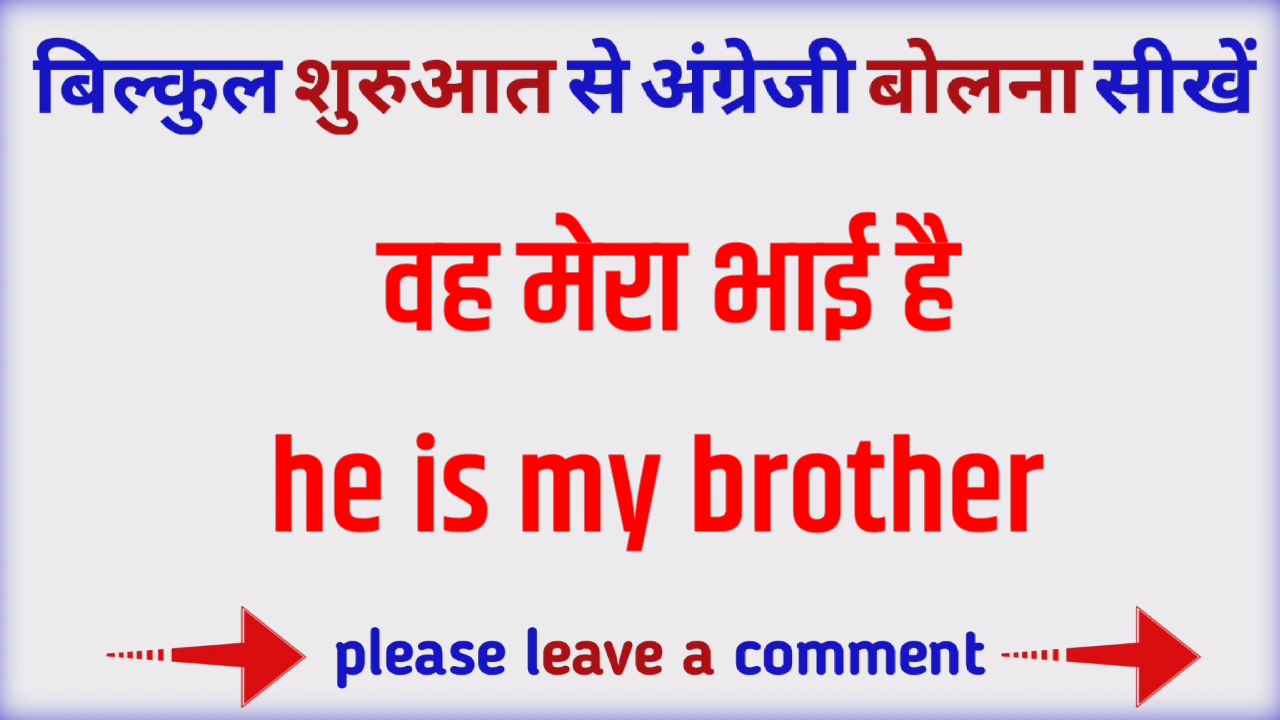 बिल्कुल शुरुआत से अंग्रेजी बोलना सीखें
वह मेरा भाई है
he is my brother
please leave a comment